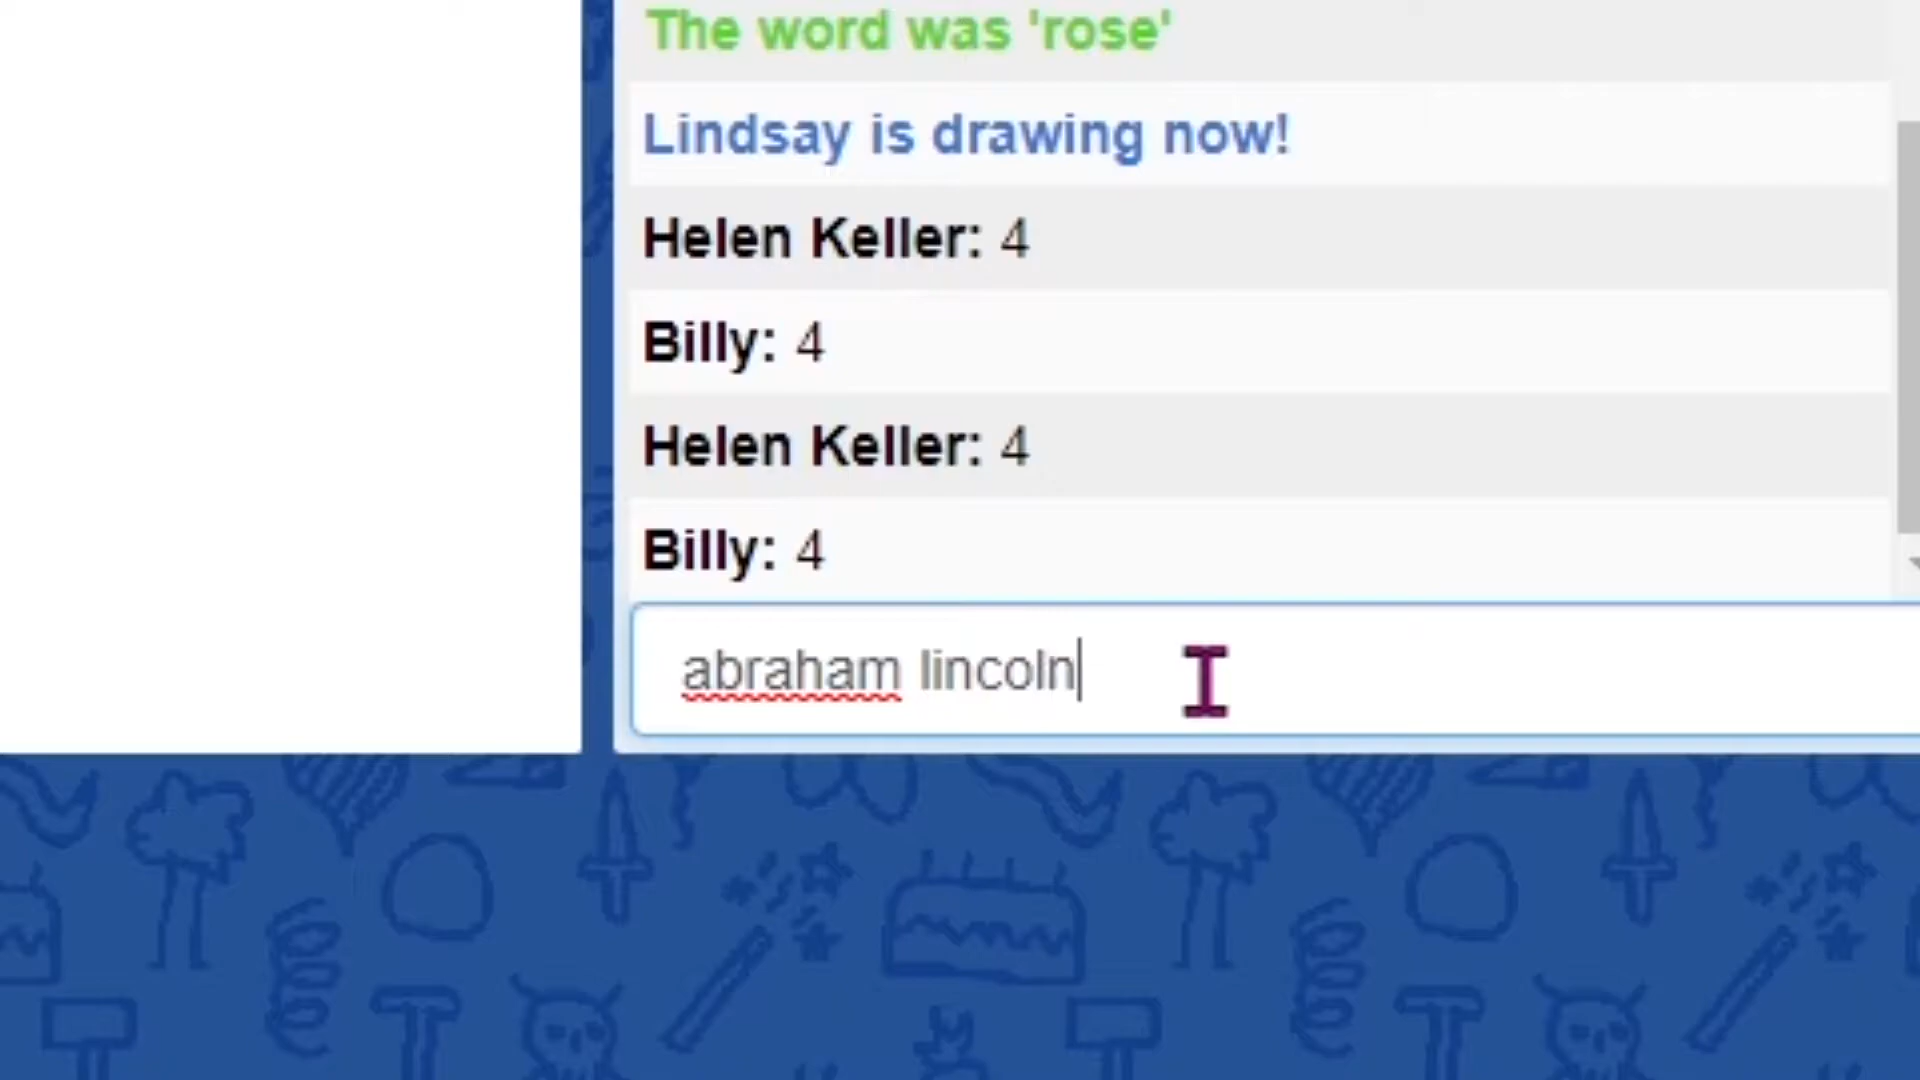 The word was 'rose'
Lindsay is drawing now!
Helen Keller: 4
Billy: 4
Helen Keller: 4
Billy: 4
abraham lincoln